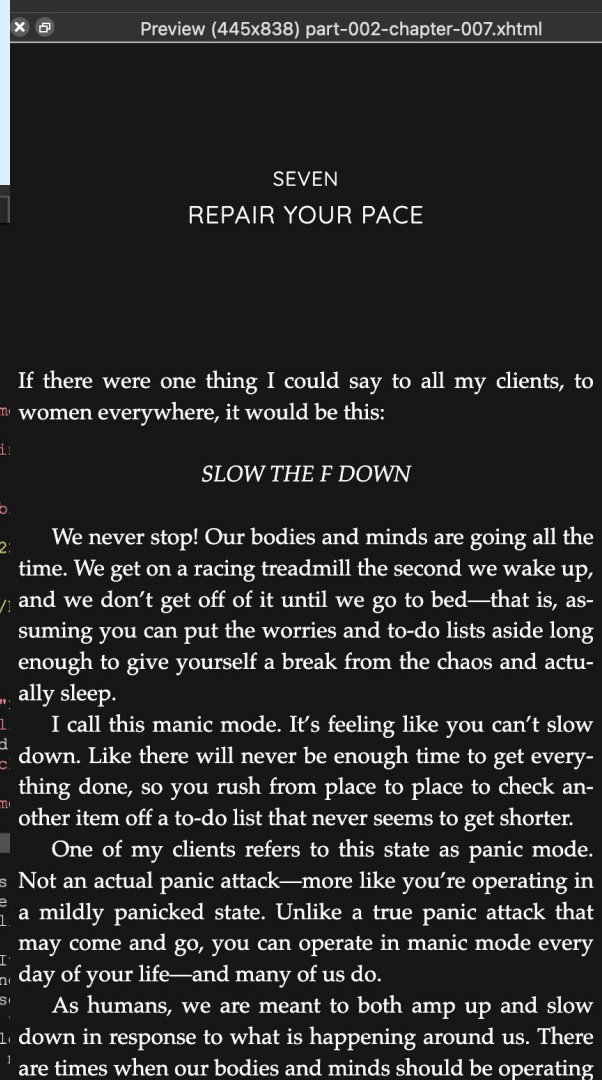 Preview (445x838) part-002-chapter-007.xhtml
SEVEN
REPAIR YOUR PACE
If there were one thing I could say to all my clients, to
women everywhere, it would be this:
SLOW THE F DOWN
We never stop! Our bodies and minds are going all the
time. We get on a racing treadmill the second we wake up,
and we don’t get off of it until we go to bed—that is, as-
suming you can put the worries and to-do lists aside long
enough to give yourself a break from the chaos and actu-
ally sleep.
I call this manic mode. It’s feeling like you can’t slow
down. Like there will never be enough time to get every-
thing done, so you rush from place to place to check an-
other item off a to-do list that never seems to get shorter.
One of my clients refers to this state as panic mode.
Not an actual panic attack—more like you’re operating in
a mildly panicked state. Unlike a true panic attack that
may come and go, you can operate in manic mode every
day of your life—and many of us do.
As humans, we are meant to both amp up and slow
down in response to what is happening around us. There
are times when our bodies and minds should be operating